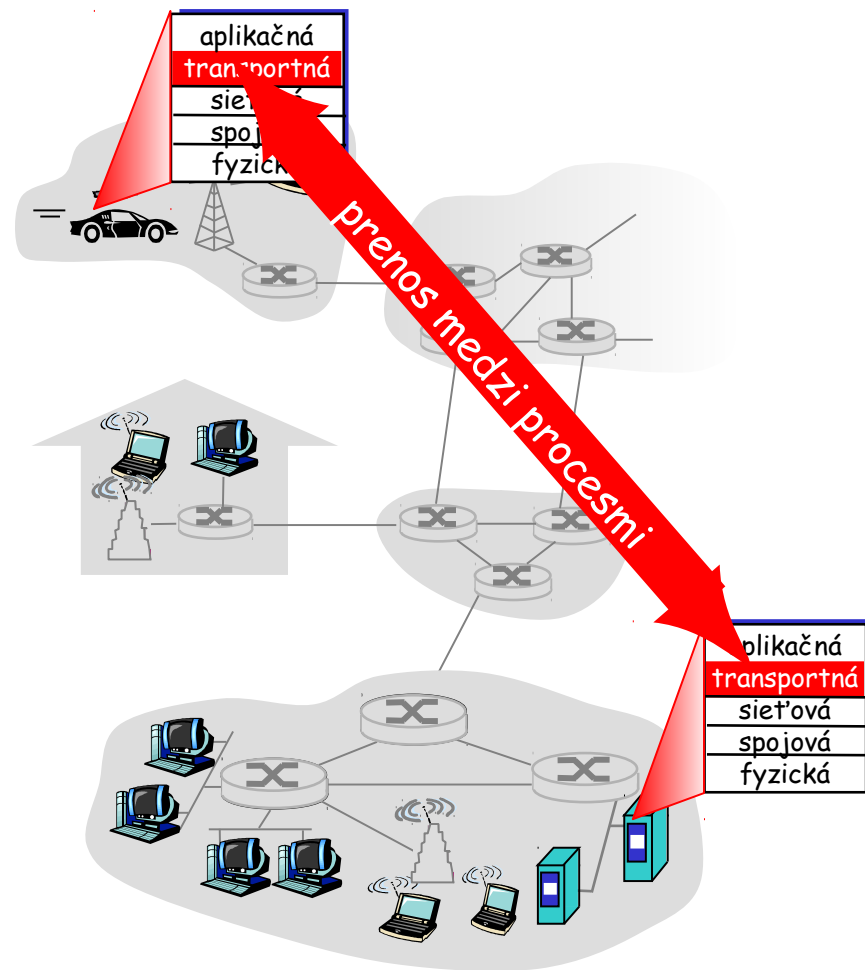 aplikačná
transportná
prenos medzi procesmi
transportná
sieťová
spojová
fyzická